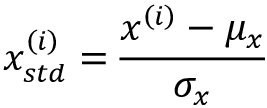 x_{std}^{(i)} = \frac{x^{(i)} - \mu_x}{\sigma_x}